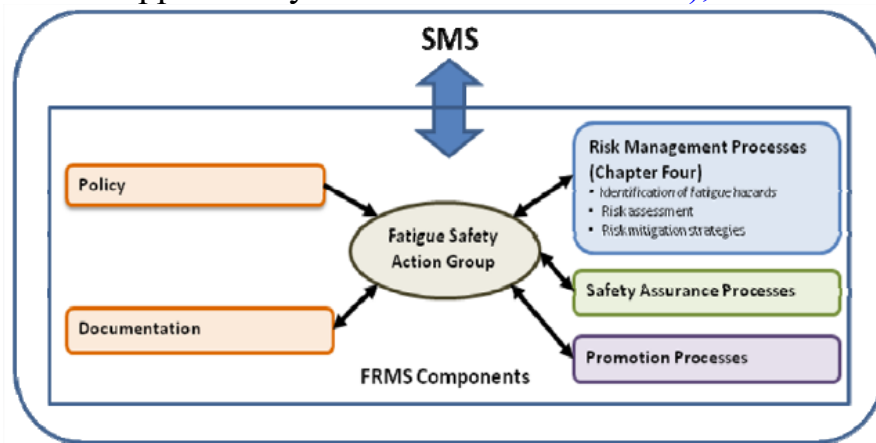 SMS
Policy
Documentation
Fatigue Safety
Action Group
Risk Management Processes
(Chapter Four)
• Identification of fatigue hazards
• Risk assessment
• Risk mitigation strategies
Safety Assurance Processes
Promotion Processes
FRMS Components